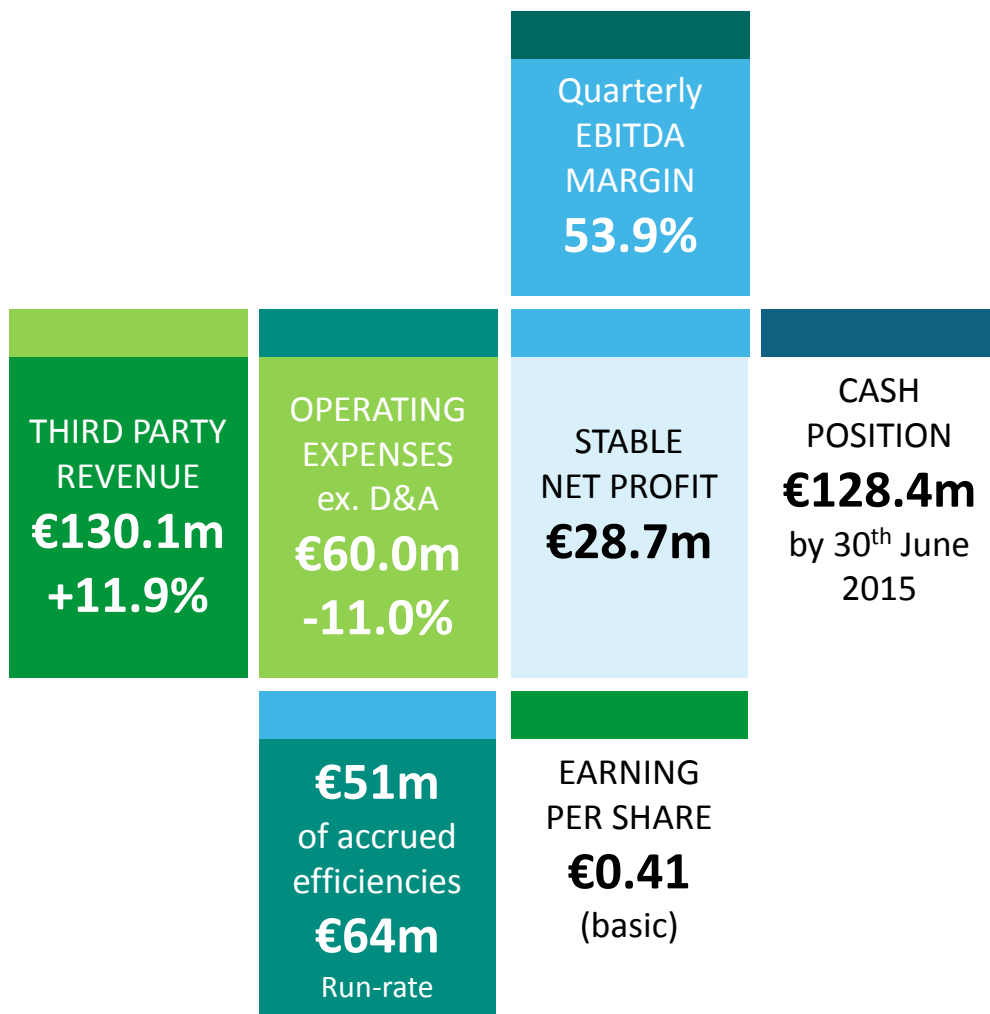 Quarterly
EBITDA
MARGIN
53.9%
THIRD PARTY
REVENUE
€130.1m
+11.9%
OPERATING
EXPENSES
ex. D&A
€60.0m
-11.0%
STABLE
NET PROFIT
€28.7m
CASH
POSITION
€128.4m
by 30th June
2015
€51m
of accrued
efficiencies
€64m
Run-rate
EARNING
PER SHARE
€0.41
(basic)